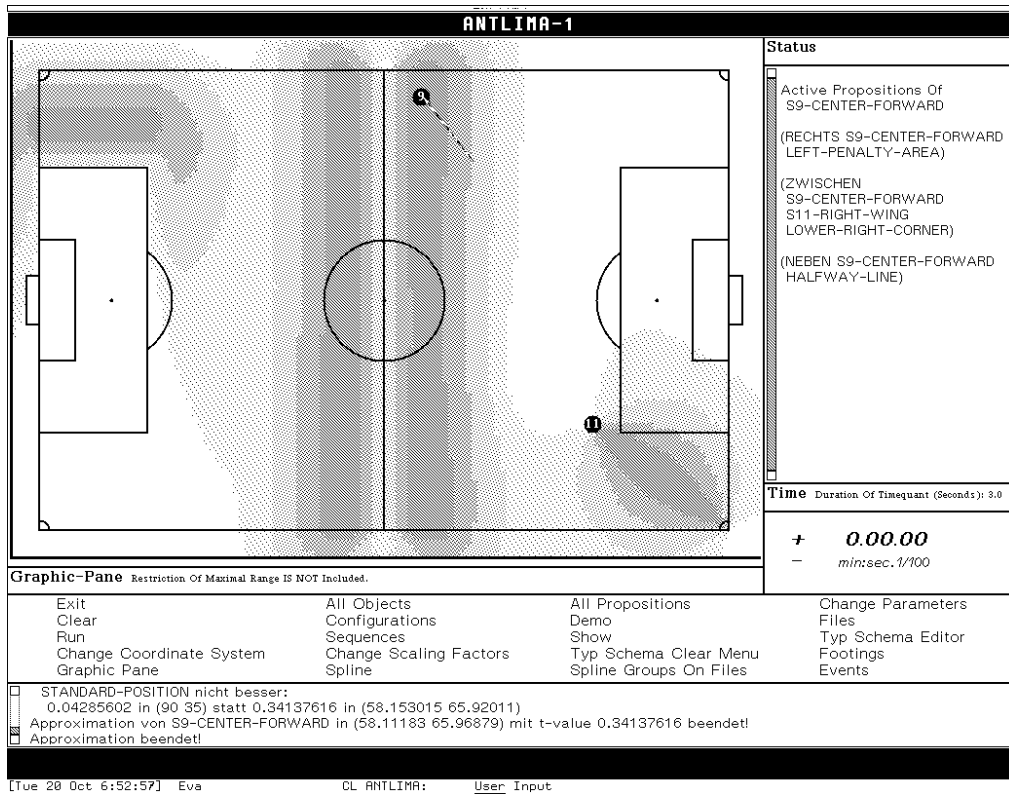 ANTLIMA-1
9
11
Status
Active Propositions Of
S9-CENTER-FORWARD
(RECHTS S9-CENTER-FORWARD
LEFT-PENALTY-AREA)
(ZWISCHEN
S9-CENTER-FORWARD
S11-RIGHT-WING
LOWER-RIGHT-CORNER)
(NEBEN S9-CENTER-FORWARD
HALFWAY-LINE)
Time Duration Of Timequant (Seconds): 3.0
+ 0.00.00
− min:sec.1/100
Graphic-Pane Restriction Of Maximal Range IS NOT Included.
Exit All Objects All Propositions Change Parameters
Clear Configurations Demo Files
Run Sequences Show Typ Schema Editor
Change Coordinate System Change Scaling Factors Typ Schema Clear Menu Footings
Graphic Pane Spline Spline Groups On Files Events
STANDARD-POSITION nicht besser:
0.04285602 in (90 35) statt 0.34137616 in (58.153015 65.92011)
Approximation von S9-CENTER-FORWARD in (58.11183 65.96879) mit t-value 0.34137616 beendet!
Approximation beendet!
[Tue 20 Oct 6:52:57] Eva CL ANTLIMA: User Input